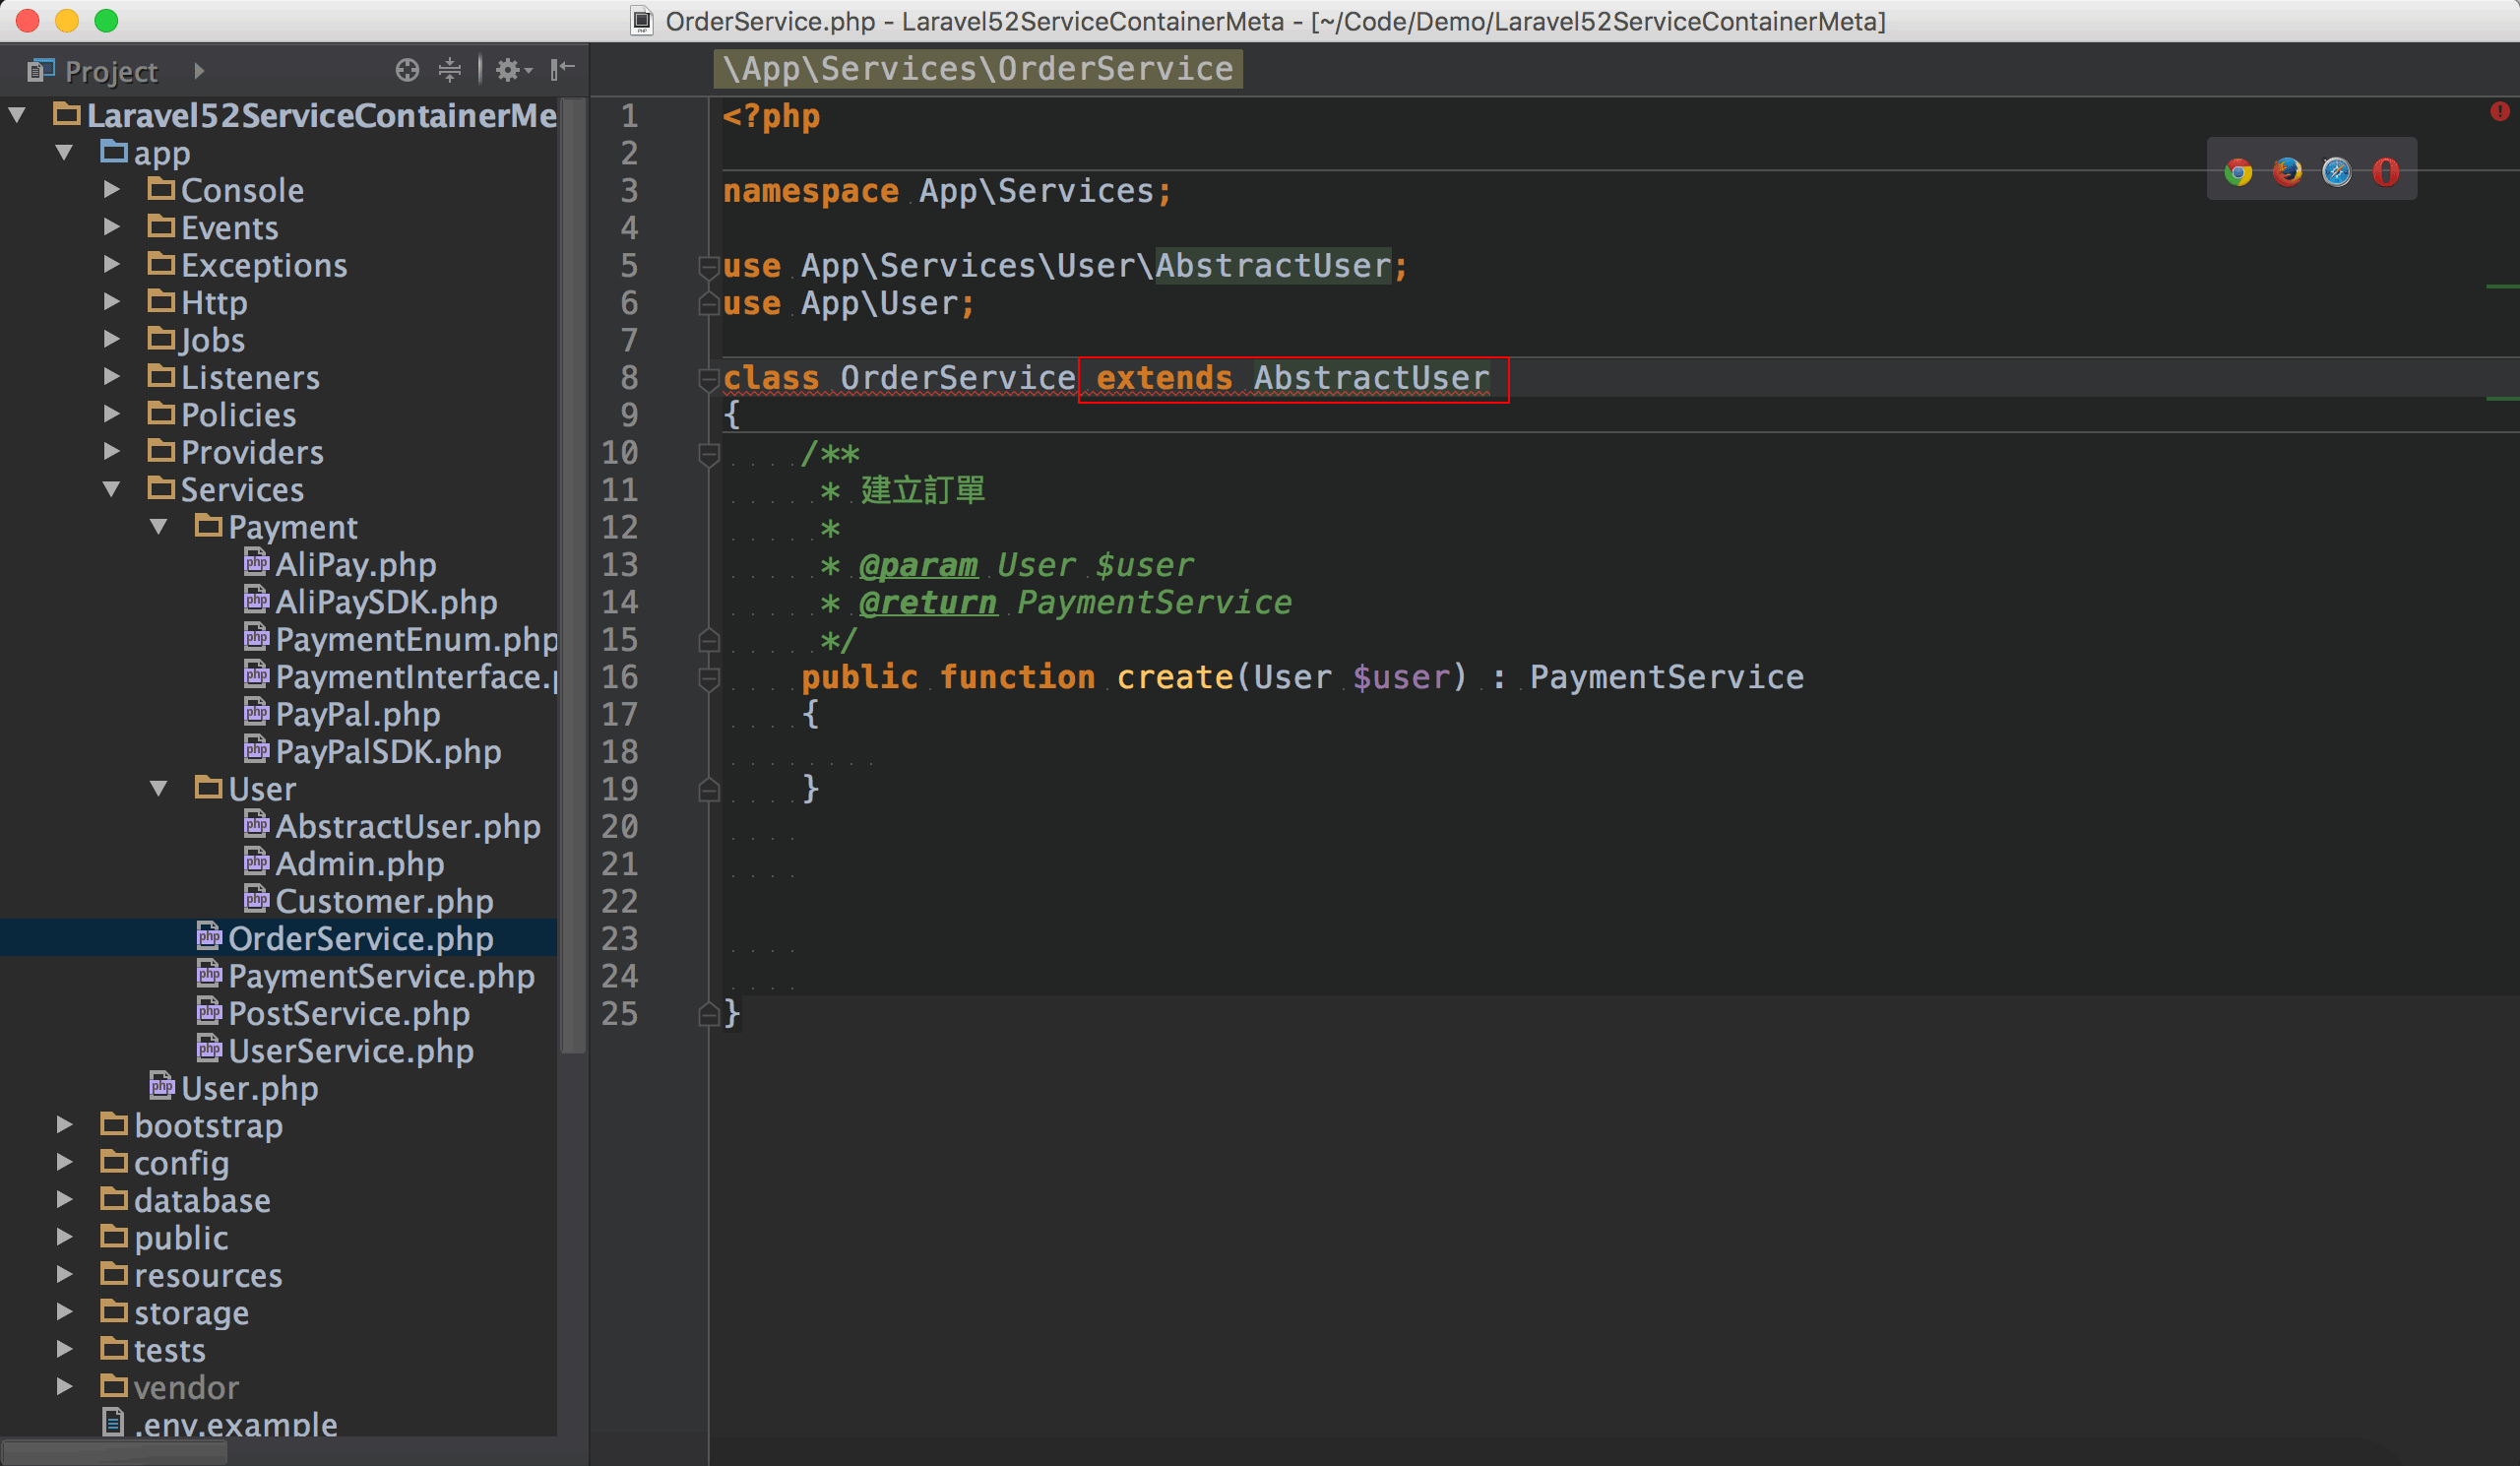 OrderService.php - Laravel52ServiceContainerMeta - [~/Code/Demo/Laravel52ServiceContainerMeta]
Project
Laravel52ServiceContainerMe
app
Console
Events
Exceptions
Http
Jobs
Listeners
Policies
Providers
Services
Payment
AliPay.php
AliPaySDK.php
PaymentEnum.php
PaymentInterface.p
PayPal.php
PayPalSDK.php
User
AbstractUser.php
Admin.php
Customer.php
OrderService.php
PaymentService.php
PostService.php
UserService.php
User.php
bootstrap
config
database
public
resources
storage
tests
vendor
.env.example
\App\Services\OrderService
1 <?php
2
3 namespace App\Services;
4
5 use App\Services\User\AbstractUser;
6 use App\User;
7
8 class OrderService extends AbstractUser
9 {
10 /**
11 * 建立訂單
12 *
13 * @param User $user
14 * @return PaymentService
15 */
16 public function create(User $user) : PaymentService
17 {
18
19 }
20
21
22
23
24
25 }